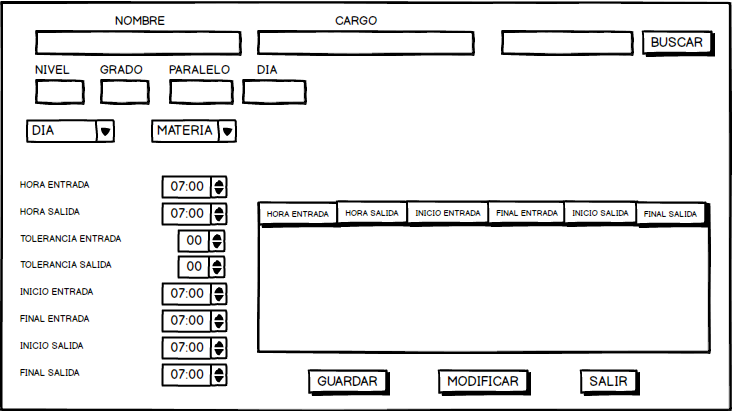 NOMBRE CARGO
BUSCAR
NIVEL GRADO PARALELO DIA
DIA MATERIA
HORA ENTRADA 07:00
HORA SALIDA 07:00
TOLERANCIA ENTRADA 00
TOLERANCIA SALIDA 00
INICIO ENTRADA 07:00
FINAL ENTRADA 07:00
INICIO SALIDA 07:00
FINAL SALIDA 07:00
HORA ENTRADA HORA SALIDA INICIO ENTRADA FINAL ENTRADA INICIO SALIDA FINAL SALIDA
GUARDAR MODIFICAR SALIR